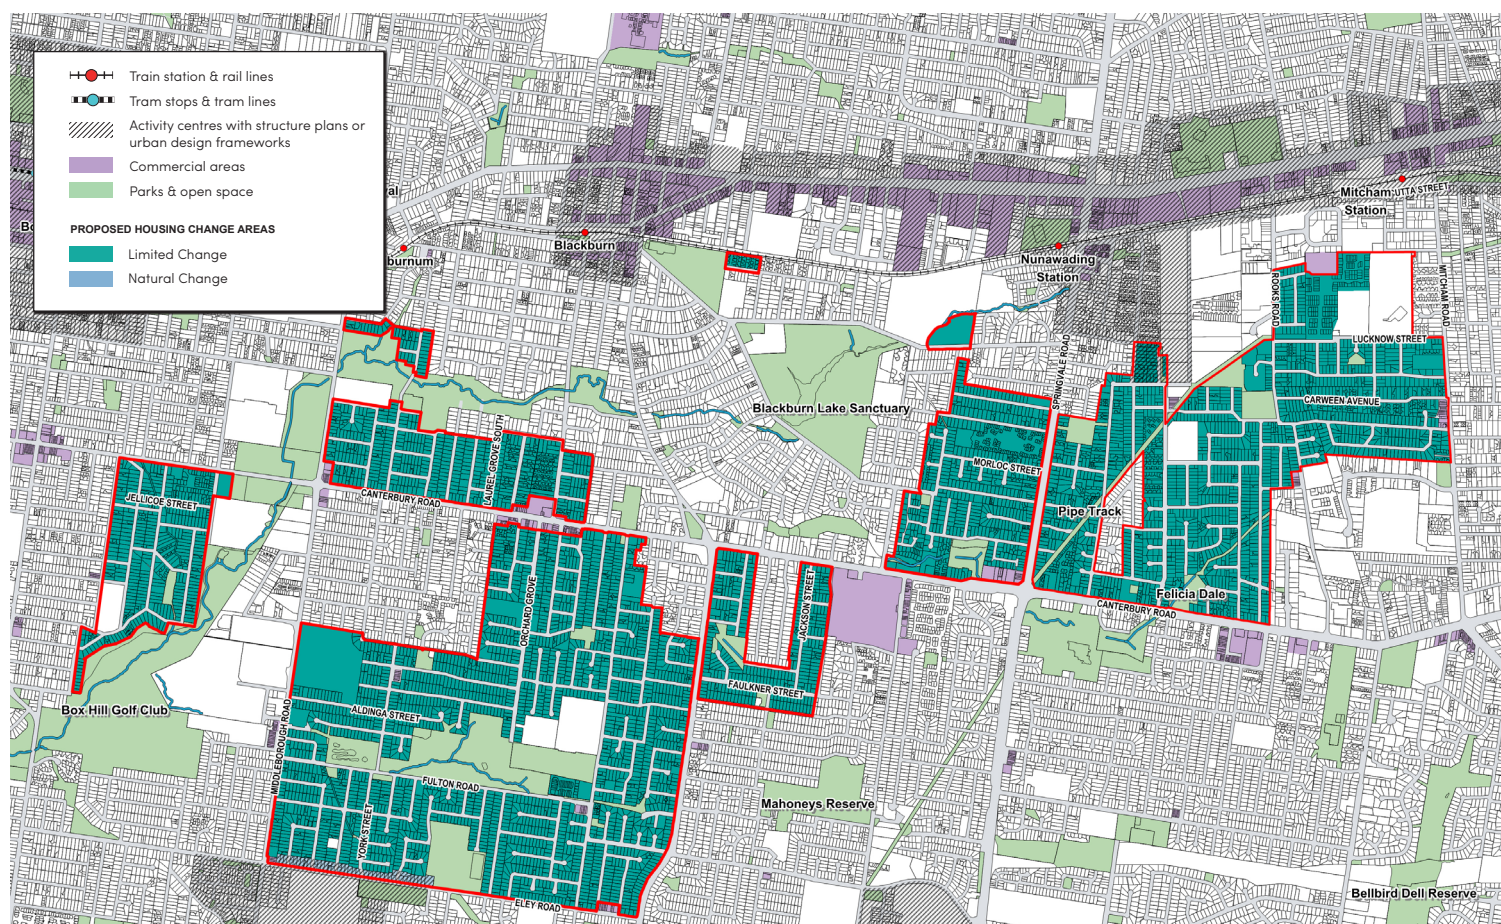 Train station & rail lines
Tram stops & tram lines
Activity centres with structure plans or
urban design frameworks
Commercial areas
Parks & open space
PROPOSED HOUSING CHANGE AREAS
Limited Change
Natural Change
Blackburn
Nunawading
Station
Mitcham
Station
UTTA STREET
ROOKS ROAD
MITCHAM ROAD
LUCKNOW STREET
CARWEEN AVENUE
SPRINGVALE ROAD
Blackburn Lake Sanctuary
MORLOC STREET
LAUREL GROVE SOUTH
CANTERBURY ROAD
JELLICOE STREET
Pipe Track
Felicia Dale
CANTERBURY ROAD
ORCHARD GROVE
JACKSON STREET
FAULKNER STREET
Box Hill Golf Club
MIDDLEBOROUGH ROAD
ALDINGA STREET
FULTON ROAD
YORK STREET
Mahoneys Reserve
ELEY ROAD
Bellbird Dell Reserve